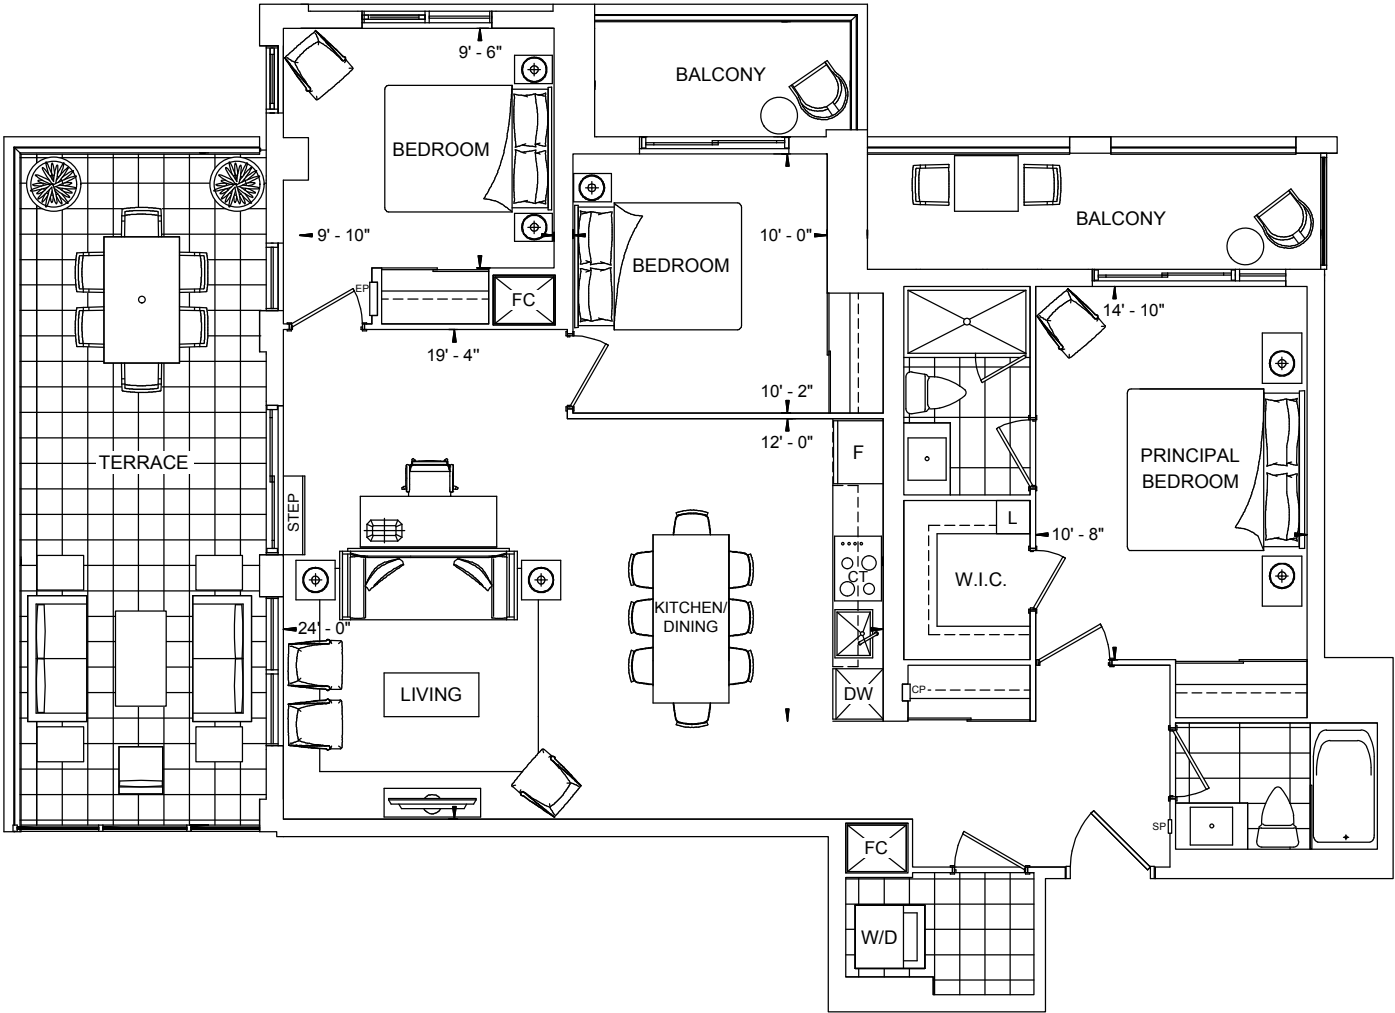 9' - 6"
BALCONY
BEDROOM
BALCONY
9' - 10"
10' - 0"
BEDROOM
EP
FC
14' - 10"
19' - 4"
10' - 2"
12' - 0"
F
TERRACE
PRINCIPAL
BEDROOM
STEP
L
10' - 8"
CT
W.I.C.
KITCHEN/
DINING
24' - 0"
LIVING
DW
CP
SP
FC
W/D